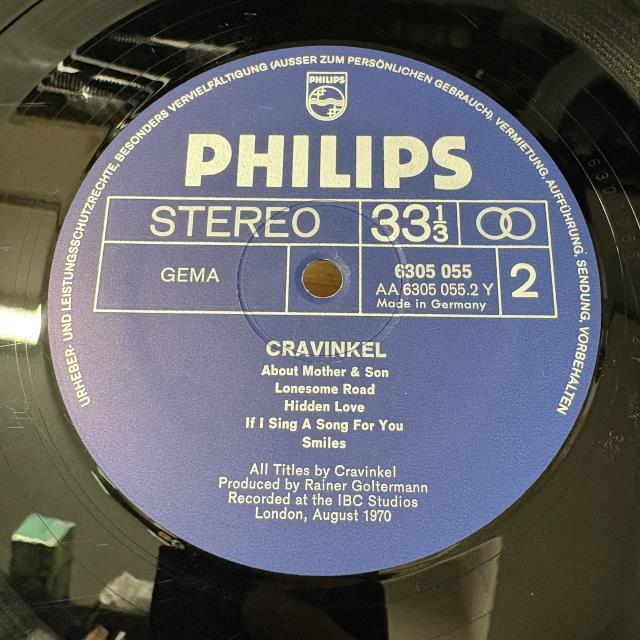 URHEBER- UND LEISTUNGSSCHUTZRECHTE, BESONDERS VERVIELFÄLTIGUNG (AUSSER ZUM PERSÖNLICHEN GEBRAUCH), VERMIETUNG, AUFFÜHRUNG, SENDUNG, VORBEHALTEN
PHILIPS
PHILIPS
STEREO 33 1/3
GEMA 6305 055 2
AA 6305 055.2 Y
Made in Germany
CRAVINKEL
About Mother & Son
Lonesome Road
Hidden Love
If I Sing A Song For You
Smiles
All Titles by Cravinkel
Produced by Rainer Goltermann
Recorded at the IBC Studios
London, August 1970